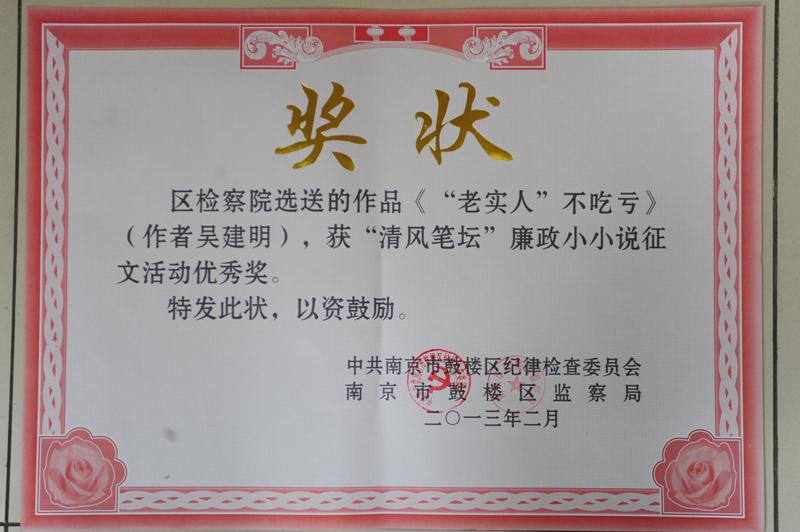 奖状
区检察院选送的作品《“老实人”不吃亏》
（作者吴建明），获“清风笔坛”廉政小小说征
文活动优秀奖。
特发此状，以资鼓励。
中共南京市鼓楼区纪律检查委员会
南京市鼓楼区监察局
二〇一三年二月